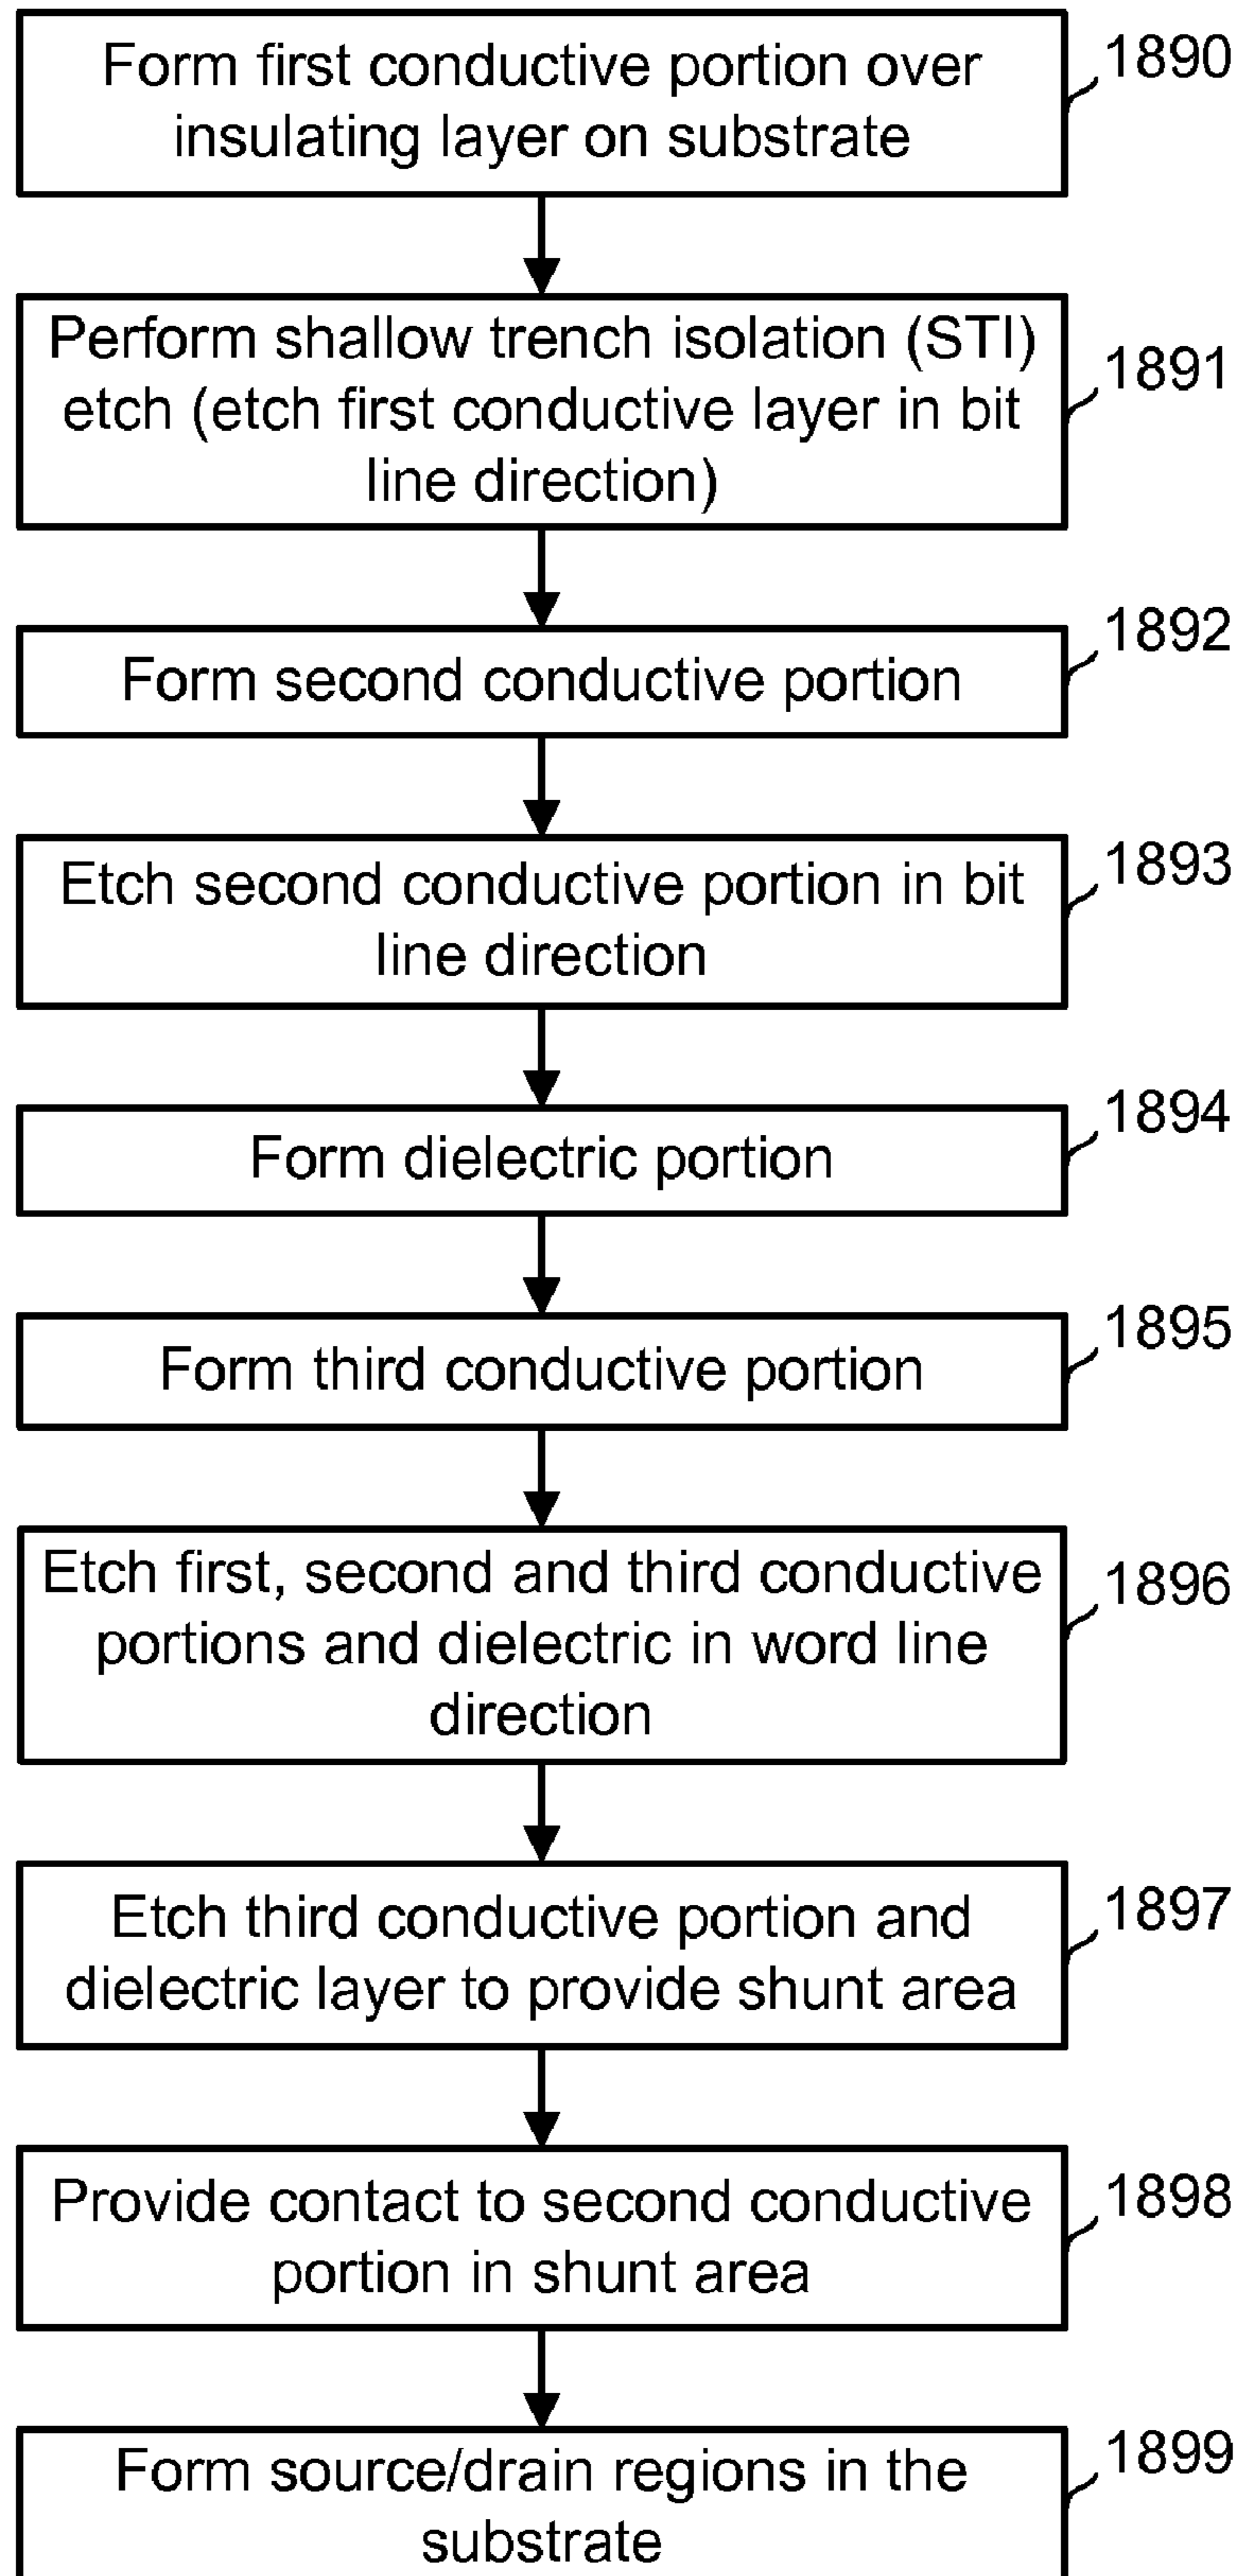 Form first conductive portion over
insulating layer on substrate
1890
Perform shallow trench isolation (STI)
etch (etch first conductive layer in bit
line direction)
1891
Form second conductive portion
1892
Etch second conductive portion in bit
line direction
1893
Form dielectric portion
1894
Form third conductive portion
1895
Etch first, second and third conductive
portions and dielectric in word line
direction
1896
Etch third conductive portion and
dielectric layer to provide shunt area
1897
Provide contact to second conductive
portion in shunt area
1898
Form source/drain regions in the
substrate
1899